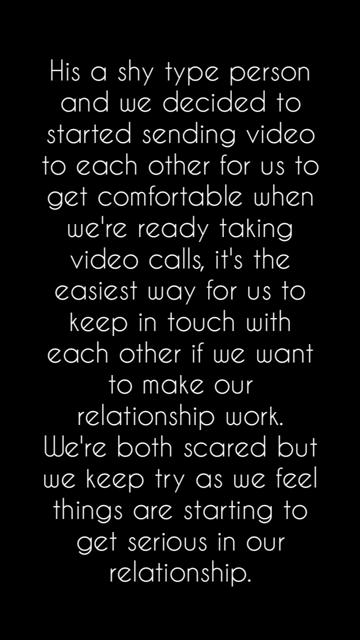 His a shy type person
and we decided to
started sending video
to each other for us to
get comfortable when
we're ready taking
video calls, it's the
easiest way for us to
keep in touch with
each other if we want
to make our
relationship work.
We're both scared but
we keep try as we feel
things are starting to
get serious in our
relationship.